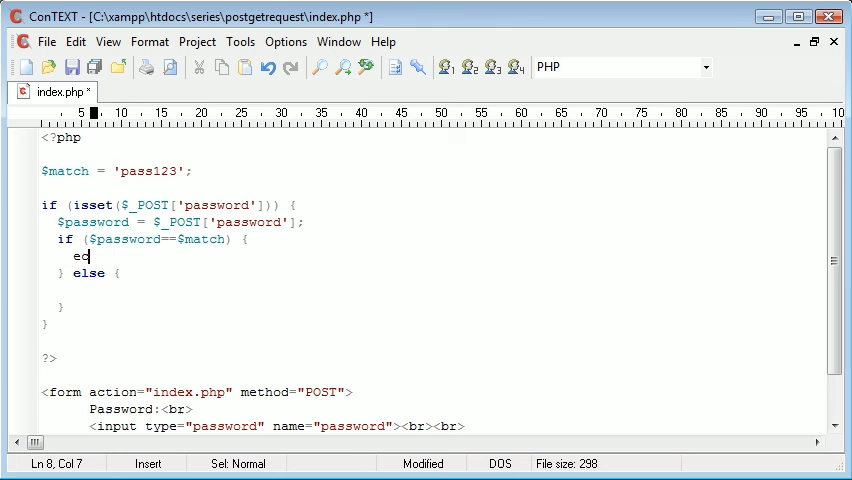 ConTEXT - [C:\xampp\htdocs\series\postgetrequest\index.php *]
File Edit View Format Project Tools Options Window Help
1 2 3 4 PHP
index.php *
5 10 15 20 25 30 35 40 45 50 55 60 65 70 75 80 85 90 95 10
<?php
$match = 'pass123';
if (isset($_POST['password'])) {
$password = $_POST['password'];
if ($password==$match) {
ec
} else {
}
}
?>
<form action="index.php" method="POST">
Password:<br>
<input type="password" name="password"><br><br>
Ln 8, Col 7 Insert Sel: Normal Modified DOS File size: 298